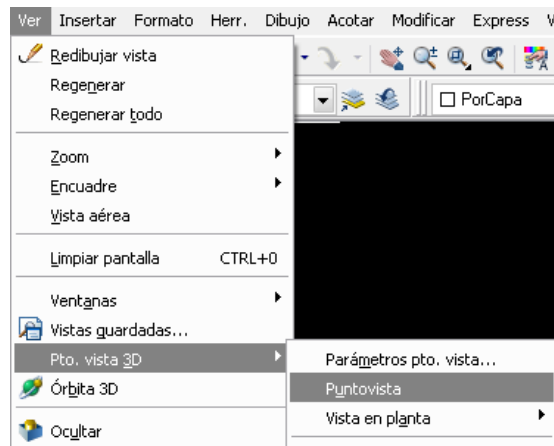 Ver Insertar Formato Herr. Dibujo Acotar Modificar Express
Redibujar vista
Regenerar
Regenerar todo
PorCapa
Zoom
Encuadre
Vista aérea
Limpiar pantalla CTRL+0
Ventanas
Vistas guardadas...
Pto. vista 3D
Parámetros pto. vista...
Órbita 3D
Puntovista
Vista en planta
Ocultar